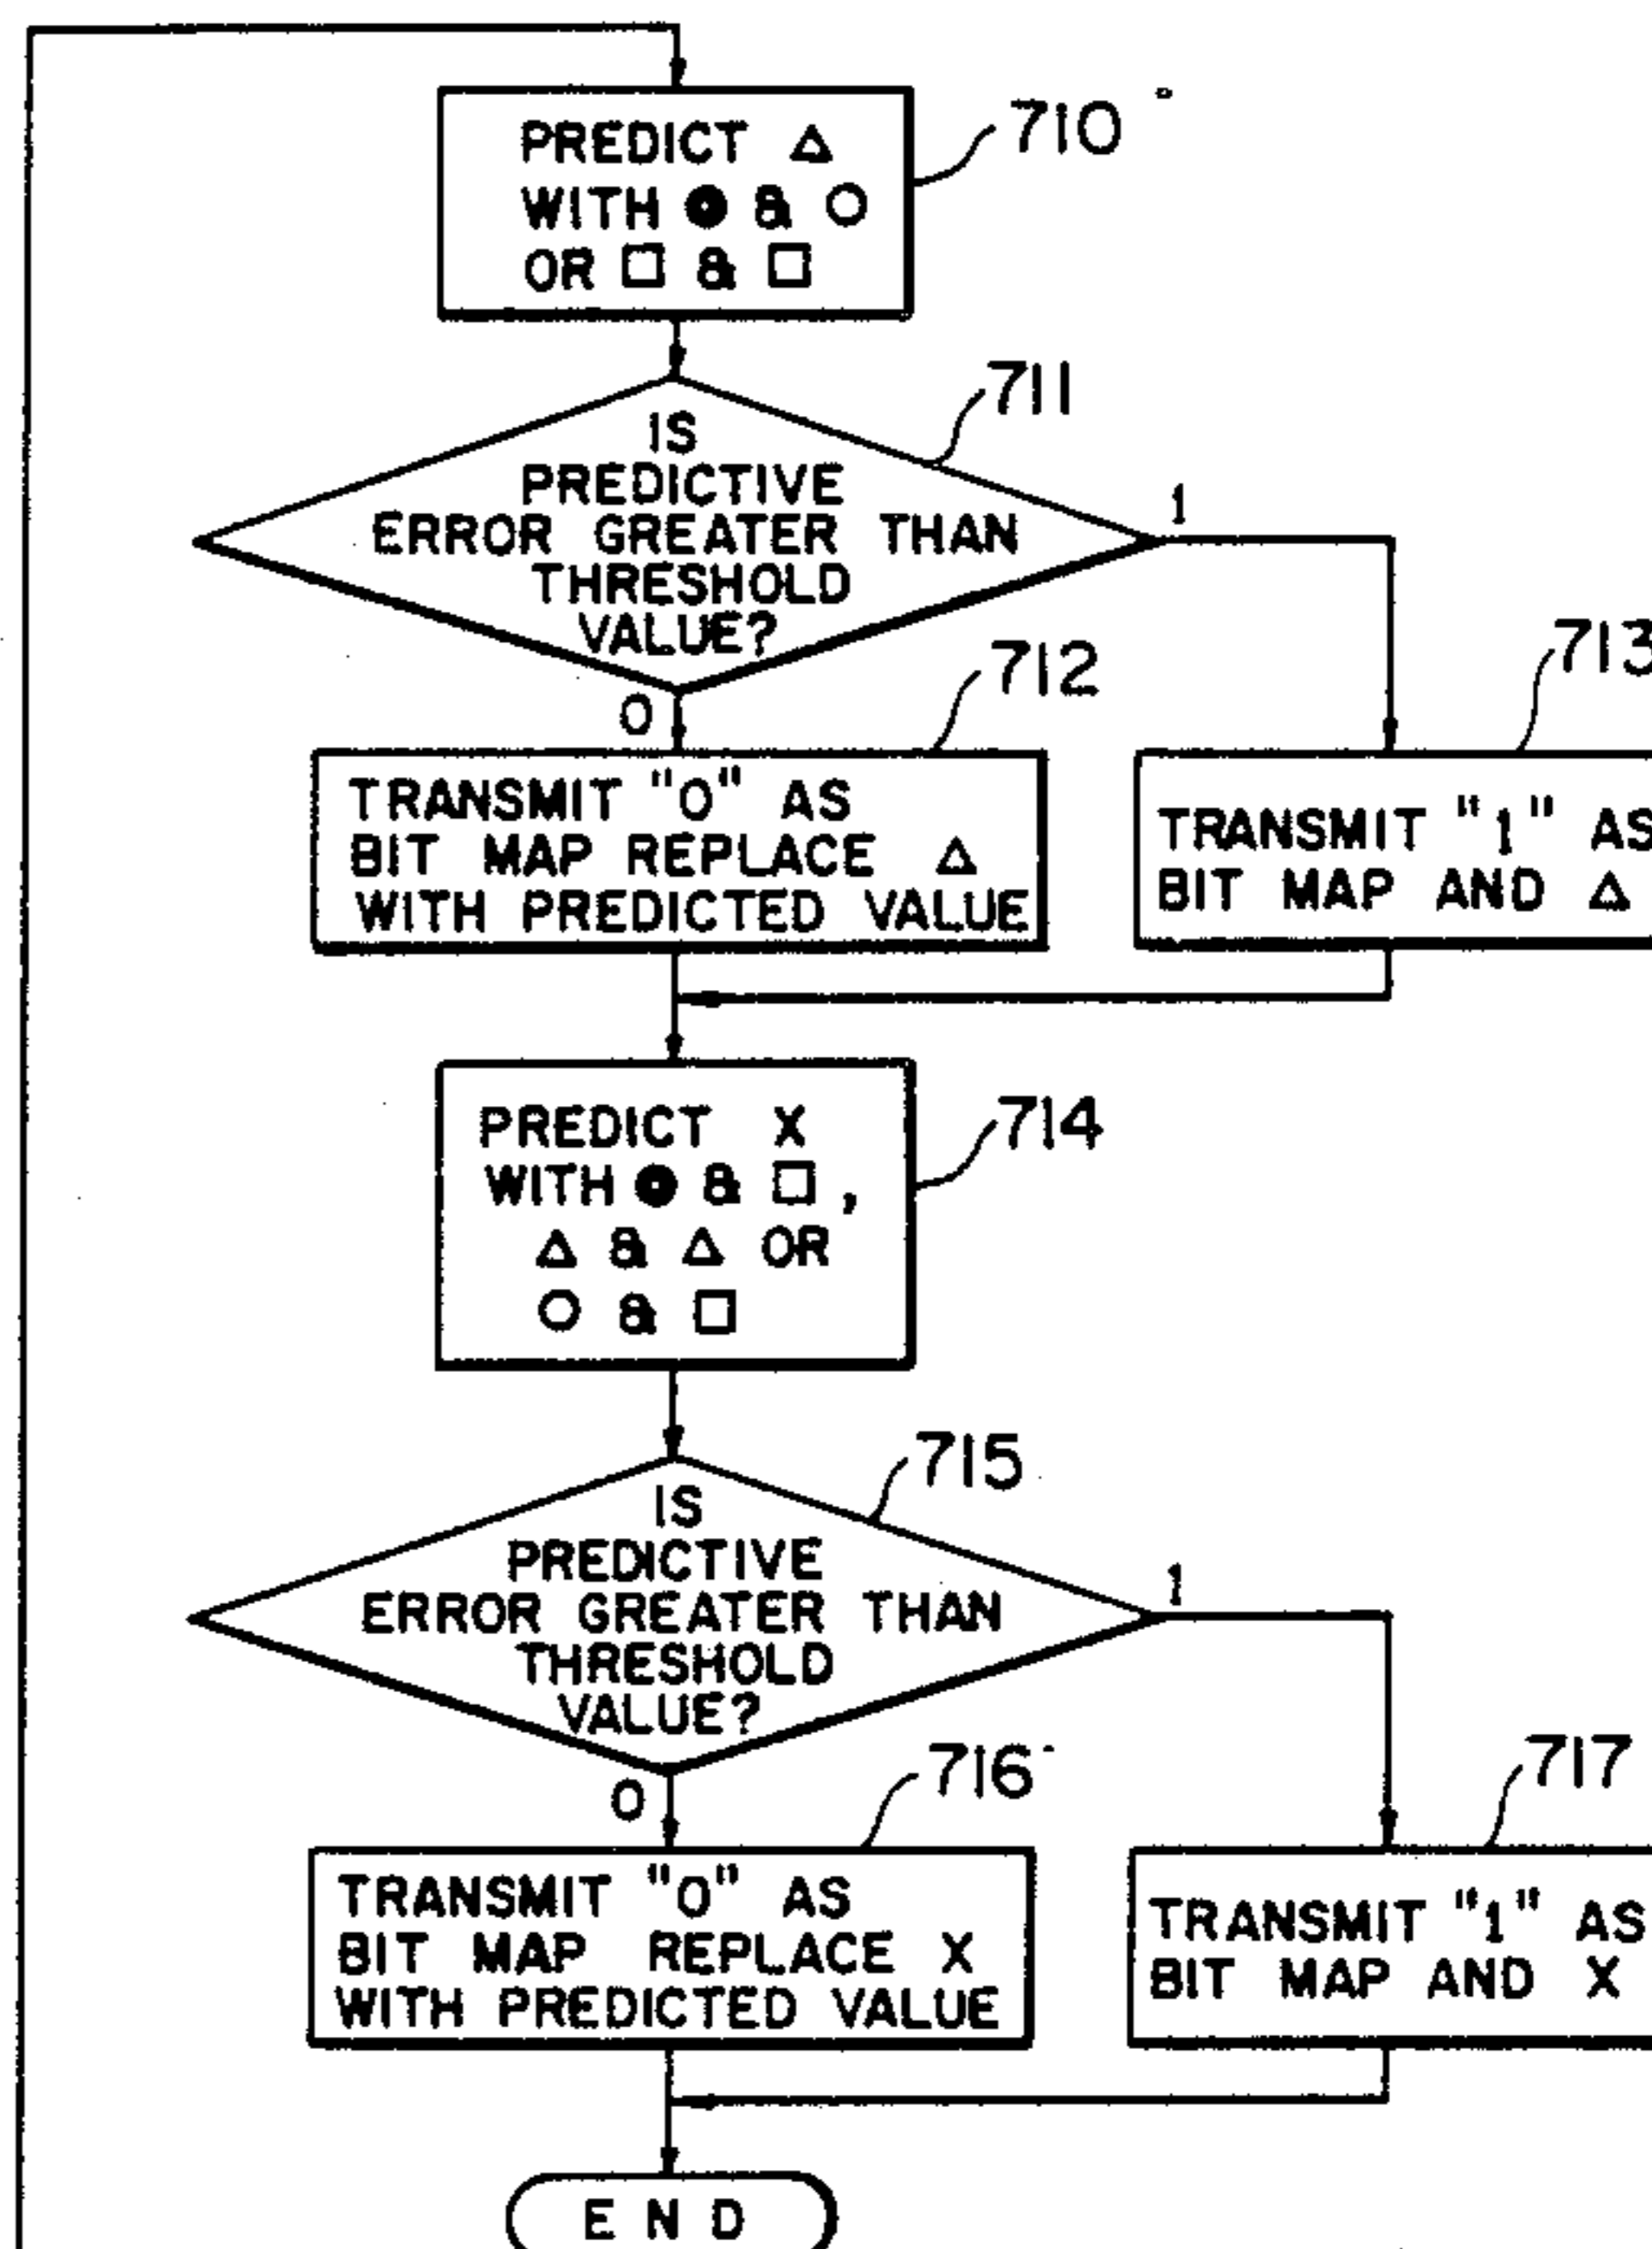 710
PREDICT △
WITH ◉ & ○
OR □ & □
711
IS
PREDICTIVE
ERROR GREATER THAN
THRESHOLD
VALUE?
1
0
712
TRANSMIT "0" AS
BIT MAP REPLACE △
WITH PREDICTED VALUE
713
TRANSMIT "1" AS
BIT MAP AND △
714
PREDICT X
WITH ◉ & □,
△ & △ OR
○ & □
715
IS
PREDICTIVE
ERROR GREATER THAN
THRESHOLD
VALUE?
1
0
716
TRANSMIT "0" AS
BIT MAP REPLACE X
WITH PREDICTED VALUE
717
TRANSMIT "1" AS
BIT MAP AND X
END